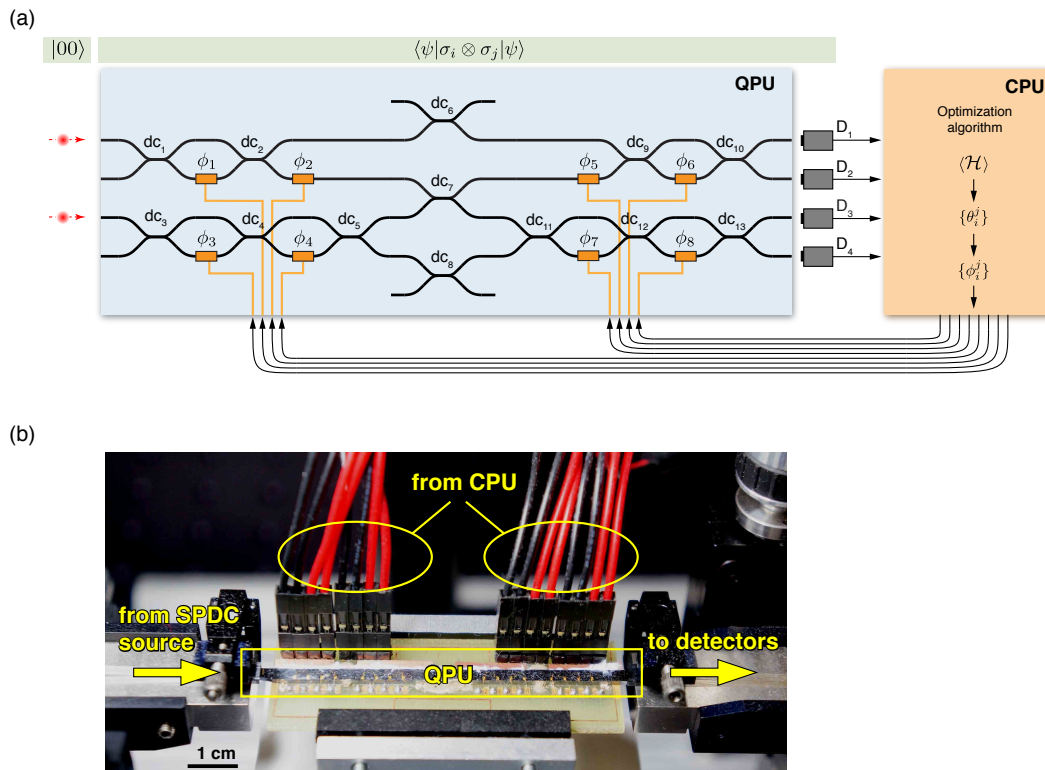 (a)
|00⟩ ⟨ψ|σᵢ ⊗ σⱼ|ψ⟩
QPU
CPU
dc₆
Optimization
algorithm
dc₁ dc₂ dc₉ dc₁₀
D₁
ϕ₁ ϕ₂ ϕ₅ ϕ₆
⟨ℋ⟩
D₂
dc₇
dc₃ dc₄ dc₅ dc₁₁ dc₁₂ dc₁₃
D₃
{θᵢʲ}
ϕ₃ ϕ₄ ϕ₇ ϕ₈
D₄
dc₈
{ϕᵢʲ}
(b)
from CPU
from SPDC
source
to detectors
QPU
1 cm